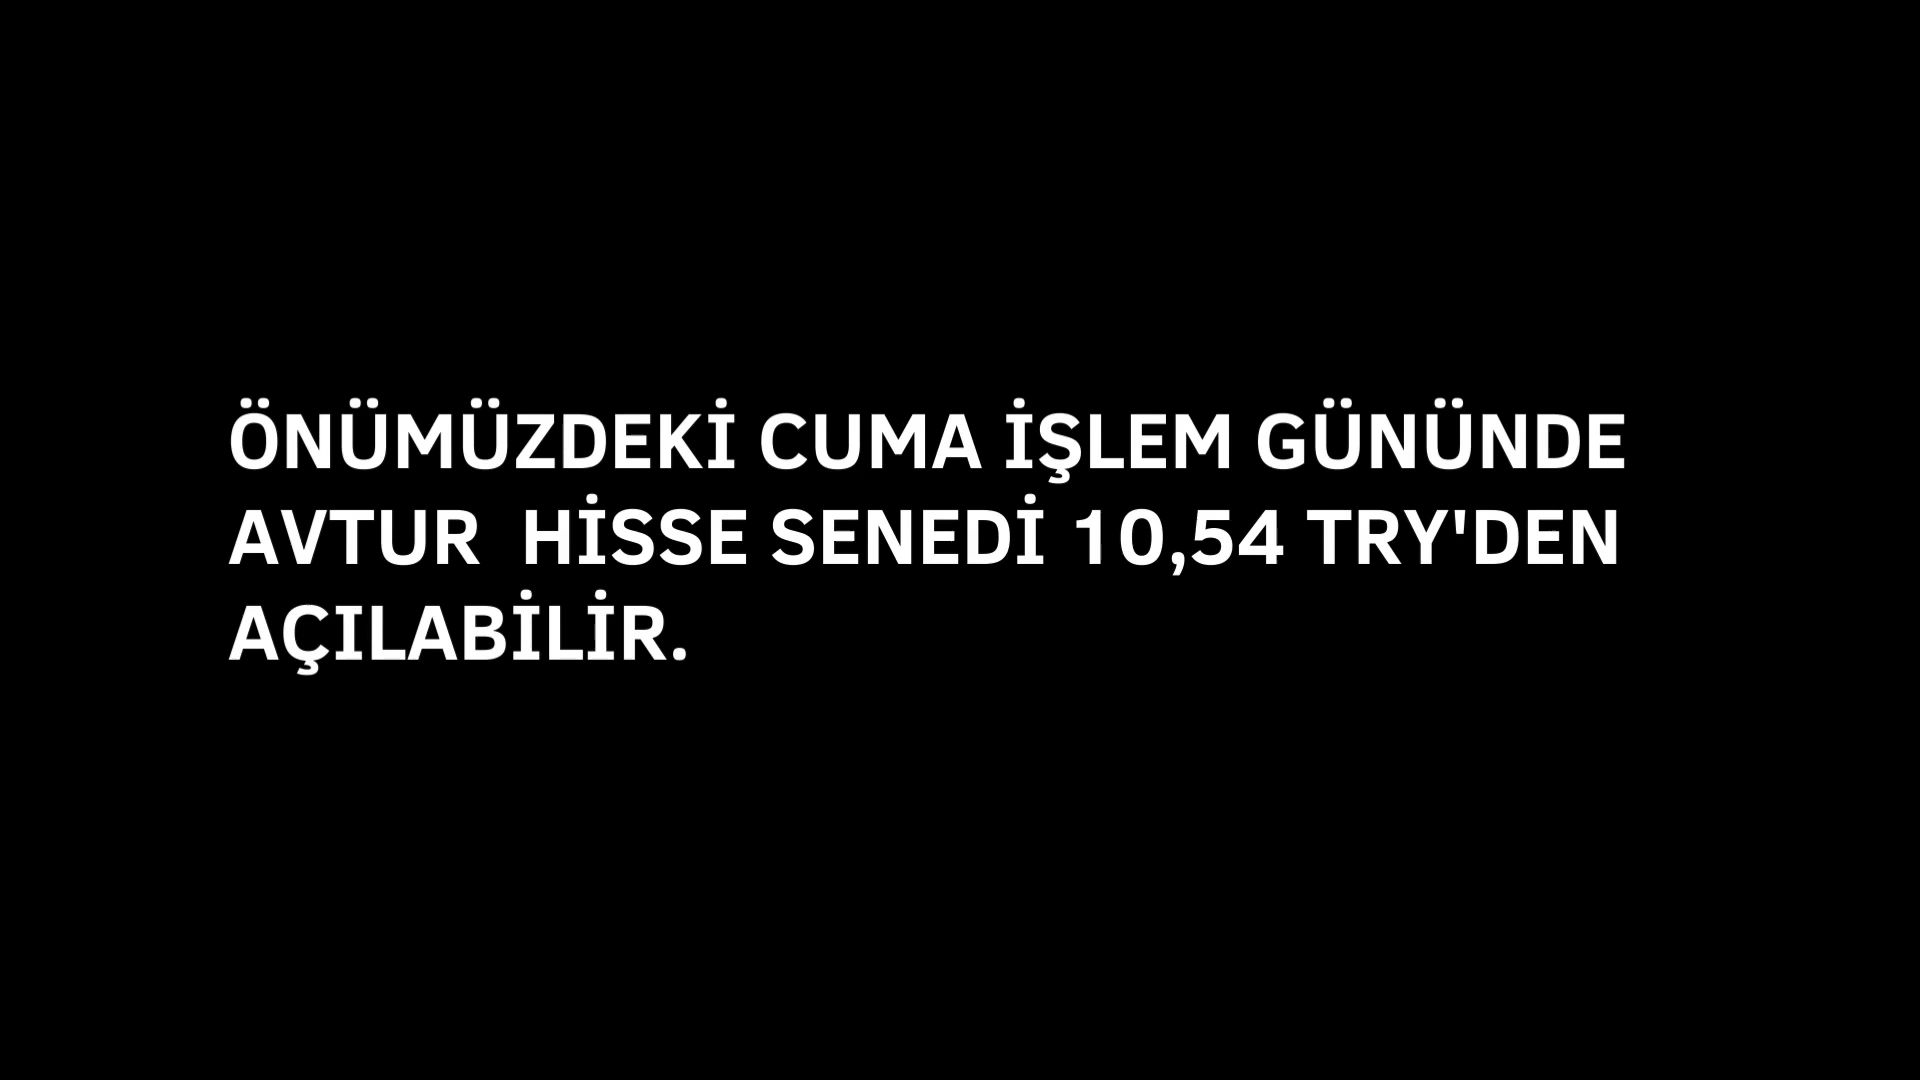 ÖNÜMÜZDEKİ CUMA İŞLEM GÜNÜNDE
AVTUR  HİSSE SENEDİ 10,54 TRY'DEN
AÇILABİLİR.